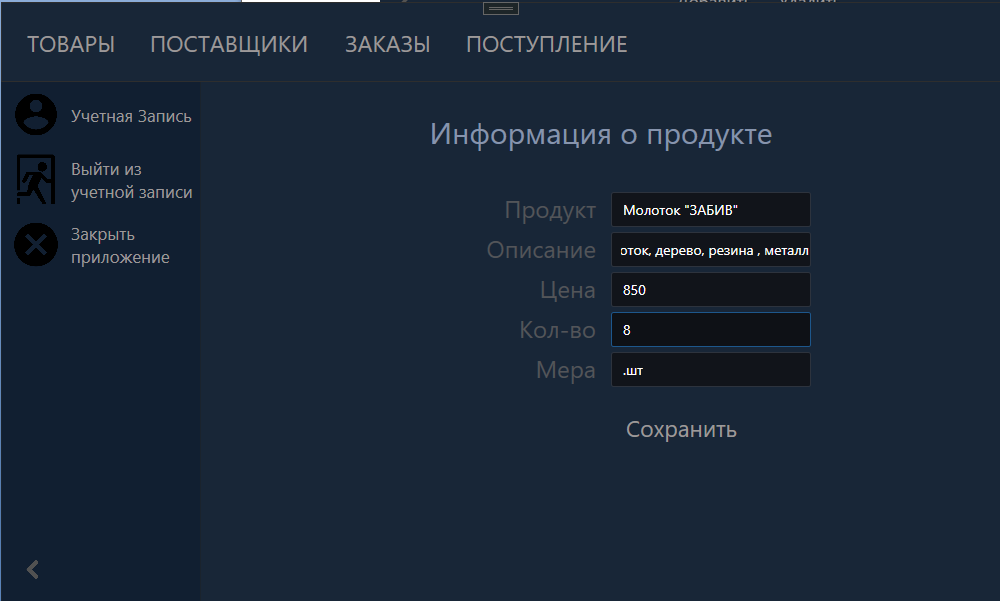 ТОВАРЫ ПОСТАВЩИКИ ЗАКАЗЫ ПОСТУПЛЕНИЕ
Учетная Запись
Выйти из
учетной записи
Закрыть
приложение
Информация о продукте
Продукт Молоток "ЗАБИВ"
Описание оток, дерево, резина , металл
Цена 850
Кол-во 8
Мера .шт
Сохранить